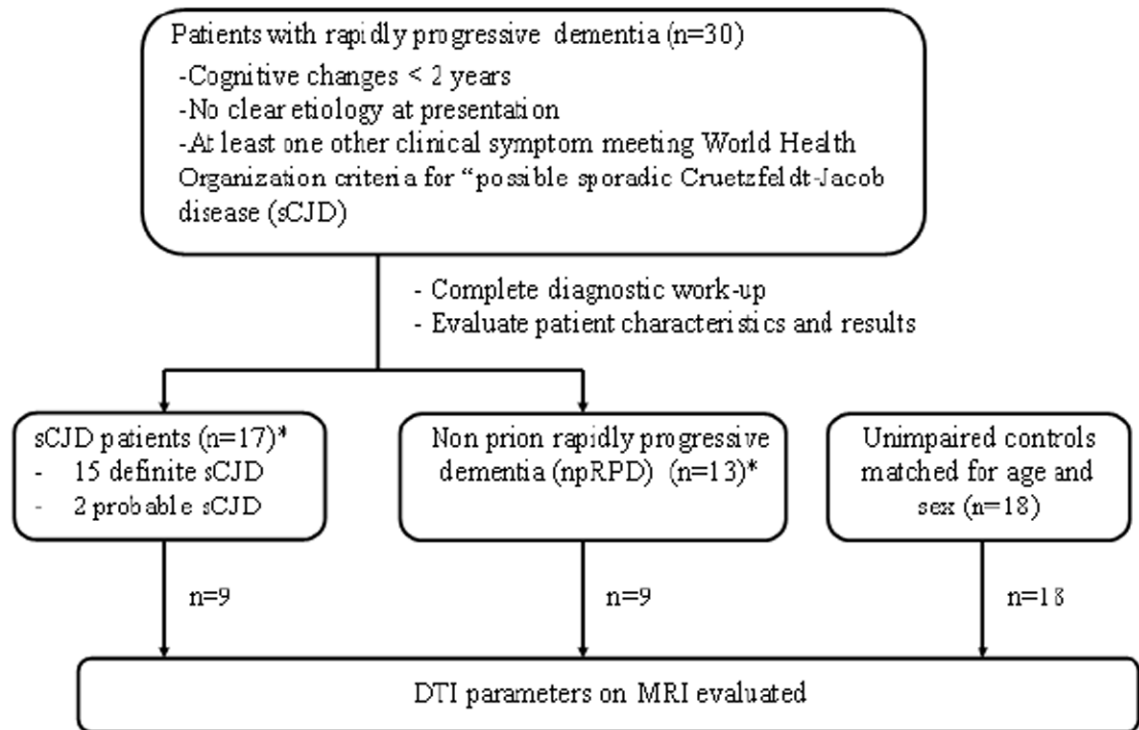 Patients with rapidly progressive dementia (n=30)
-Cognitive changes < 2 years
-No clear etiology at presentation
-At least one other clinical symptom meeting World Health
Organization criteria for “possible sporadic Cruetzfeldt-Jacob
disease (sCJD)
- Complete diagnostic work-up
- Evaluate patient characteristics and results
sCJD patients (n=17)*
- 15 definite sCJD
- 2 probable sCJD
Non prion rapidly progressive
dementia (npRPD) (n=13)*
Unimpaired controls
matched for age and
sex (n=18)
n=9
n=9
n=18
DTI parameters on MRI evaluated